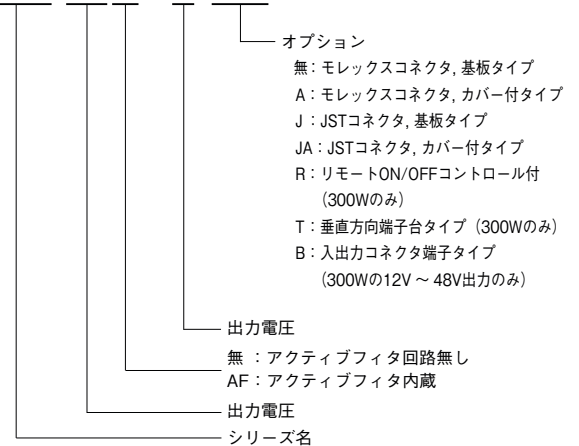 オプション
無：モレックスコネクタ, 基板タイプ
A：モレックスコネクタ, カバー付タイプ
J：JSTコネクタ, 基板タイプ
JA：JSTコネクタ, カバー付タイプ
R：リモートON/OFFコントロール付
（300Wのみ）
T：垂直方向端子台タイプ（300Wのみ）
B：入出力コネクタ端子タイプ
（300Wの12V ～ 48V出力のみ）
出力電圧
無 ：アクティブフィタ回路無し
AF：アクティブフィタ内蔵
出力電圧
シリーズ名